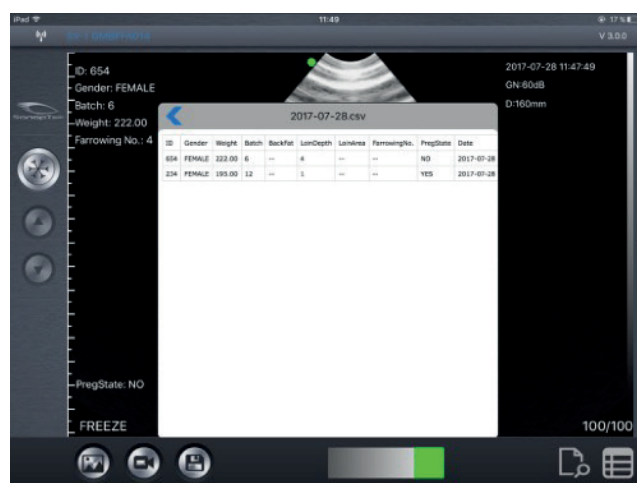 iPad 11:49 17%
V 3.0.0
ID: 654
Gender: FEMALE
Batch: 6
Weight: 222.00
Farrowing No.: 4
2017-07-28 11:47:49
GN:60dB
D:160mm
2017-07-28.csv
ID Gender Weight Batch BackFat LoinDepth LoinArea FarrowingNo. PregState Date
654 FEMALE 222.00 6 -- 4 -- -- NO 2017-07-28
234 FEMALE 195.00 12 -- 1 -- -- YES 2017-07-28
PregState: NO
FREEZE
100/100